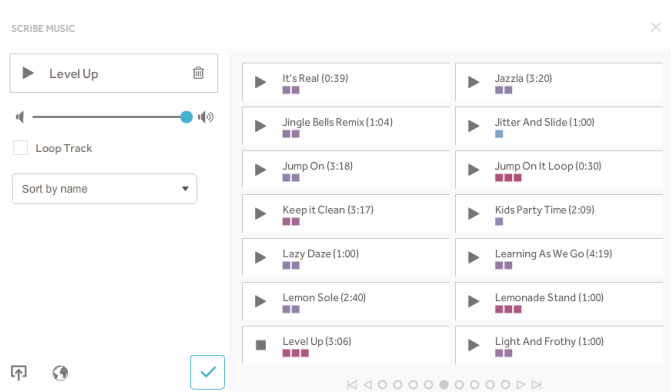 SCRIBE MUSIC
Level Up
Loop Track
Sort by name
It's Real (0:39)
Jazzla (3:20)
Jingle Bells Remix (1:04)
Jitter And Slide (1:00)
Jump On (3:18)
Jump On It Loop (0:30)
Keep it Clean (3:17)
Kids Party Time (2:09)
Lazy Daze (1:00)
Learning As We Go (4:19)
Lemon Sole (2:40)
Lemonade Stand (1:00)
Level Up (3:06)
Light And Frothy (1:00)